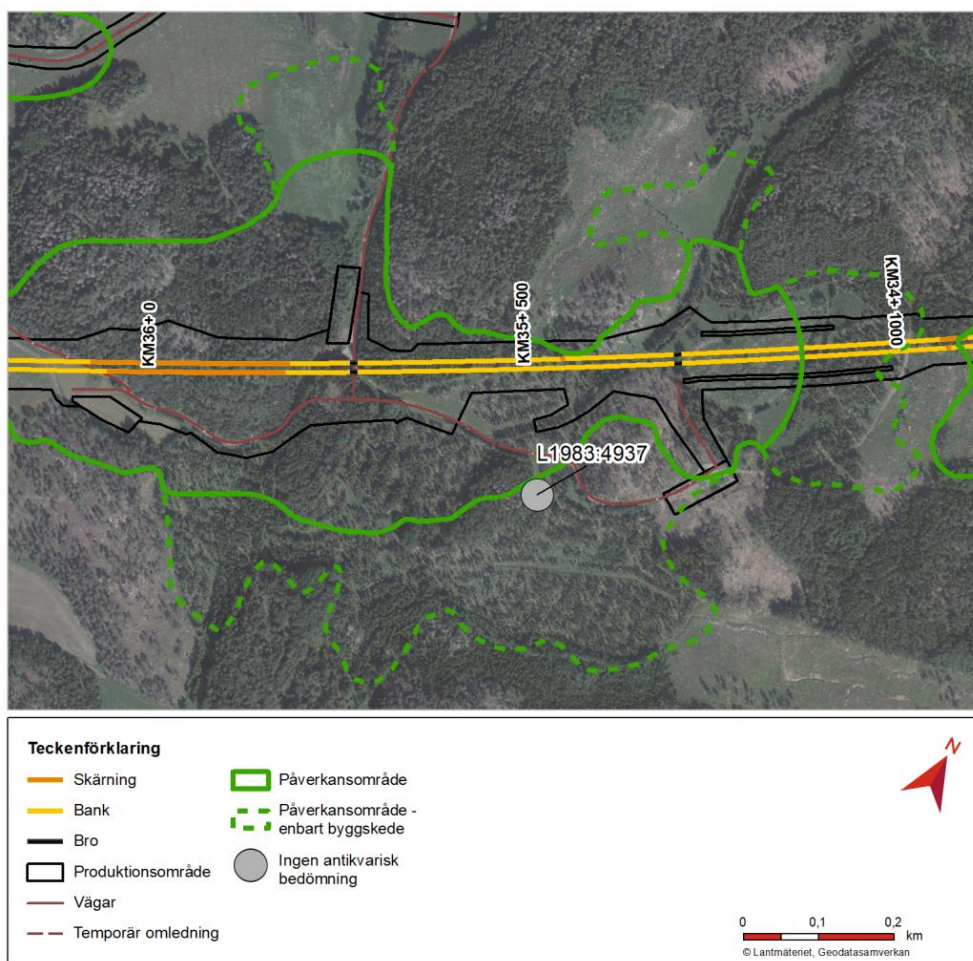 KM36+ 0
KM35+ 500
KM34+ 1000
L1983:4937
Teckenförklaring
Skärning
Bank
Bro
Produktionsområde
Vägar
Temporär omledning
Påverkansområde
Påverkansområde -
enbart byggskede
Ingen antikvarisk
bedömning
N
0 0,1 0,2
km
© Lantmäteriet, Geodatasamverkan